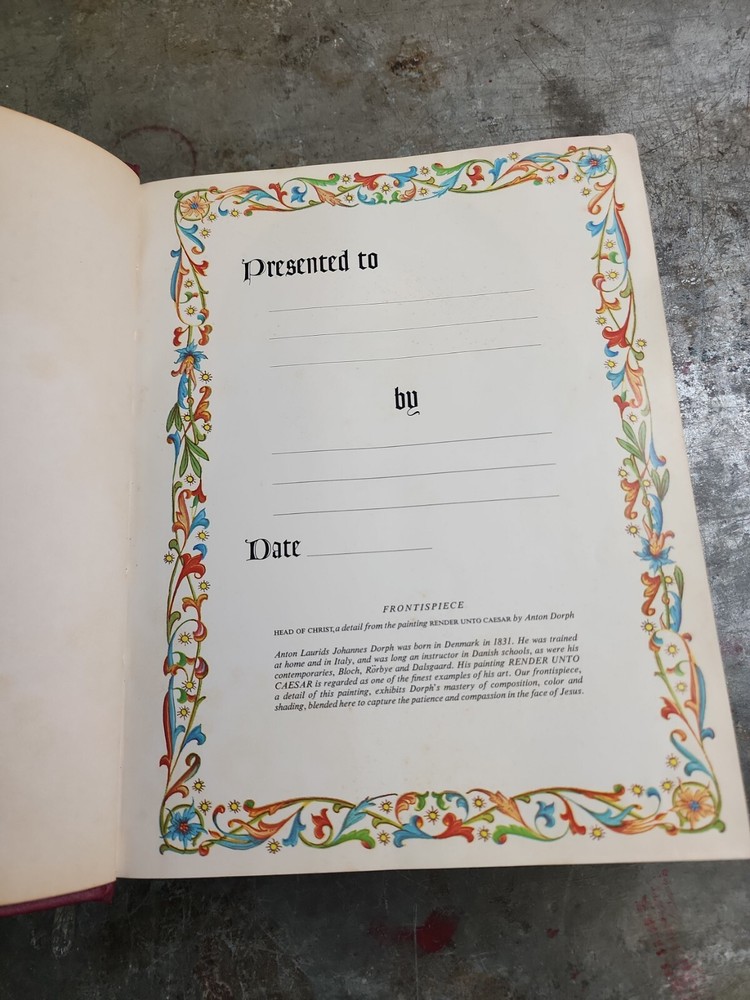 Presented to
by
Date
FRONTISPIECE
HEAD OF CHRIST, a detail from the painting RENDER UNTO CAESAR by Anton Dorph
Anton Laurids Johannes Dorph was born in Denmark in 1831. He was trained
at home and in Italy, and was long an instructor in Danish schools, as were his
contemporaries, Bloch, Rörbye and Dalsgaard. His painting RENDER UNTO
CAESAR is regarded as one of the finest examples of his art. Our frontispiece,
a detail of this painting, exhibits Dorph's mastery of composition, color and
shading, blended here to capture the patience and compassion in the face of Jesus.